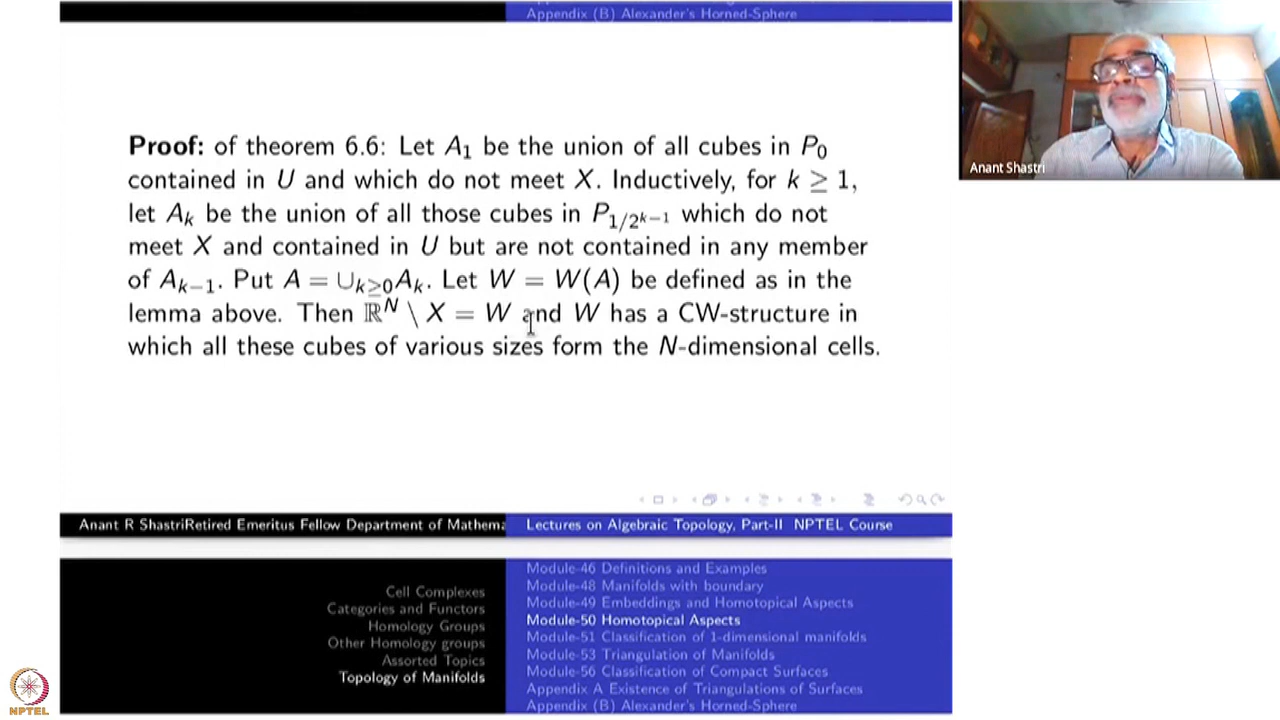 Appendix (B) Alexander's Horned-Sphere
Proof: of theorem 6.6: Let A₁ be the union of all cubes in P₀
contained in U and which do not meet X. Inductively, for k ≥ 1,
let Aₖ be the union of all those cubes in P_{1/2^{k−1}} which do not
meet X and contained in U but are not contained in any member
of A_{k−1}. Put A = ∪_{k≥0}Aₖ. Let W = W(A) be defined as in the
lemma above. Then ℝᴺ \ X = W and W has a CW-structure in
which all these cubes of various sizes form the N-dimensional cells.
Anant Shastri
Anant R ShastriRetired Emeritus Fellow Department of Mathema
Lectures on Algebraic Topology, Part-II NPTEL Course
Cell Complexes
Categories and Functors
Homology Groups
Other Homology groups
Assorted Topics
Topology of Manifolds
Module-46 Definitions and Examples
Module-48 Manifolds with boundary
Module-49 Embeddings and Homotopical Aspects
Module-50 Homotopical Aspects
Module-51 Classification of 1-dimensional manifolds
Module-53 Triangulation of Manifolds
Module-56 Classification of Compact Surfaces
Appendix A Existence of Triangulations of Surfaces
Appendix (B) Alexander's Horned-Sphere
NPTEL